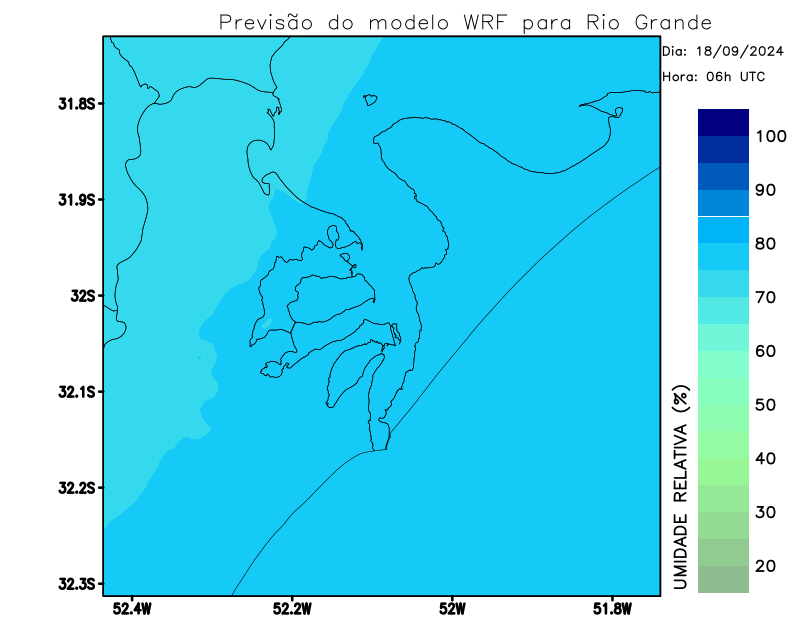 Previsão do modelo WRF para Rio Grande
Dia: 18/09/2024
Hora: 06h UTC
31.8S
31.9S
32S
32.1S
32.2S
32.3S
52.4W
52.2W
52W
51.8W
UMIDADE RELATIVA (%)
100
90
80
70
60
50
40
30
20